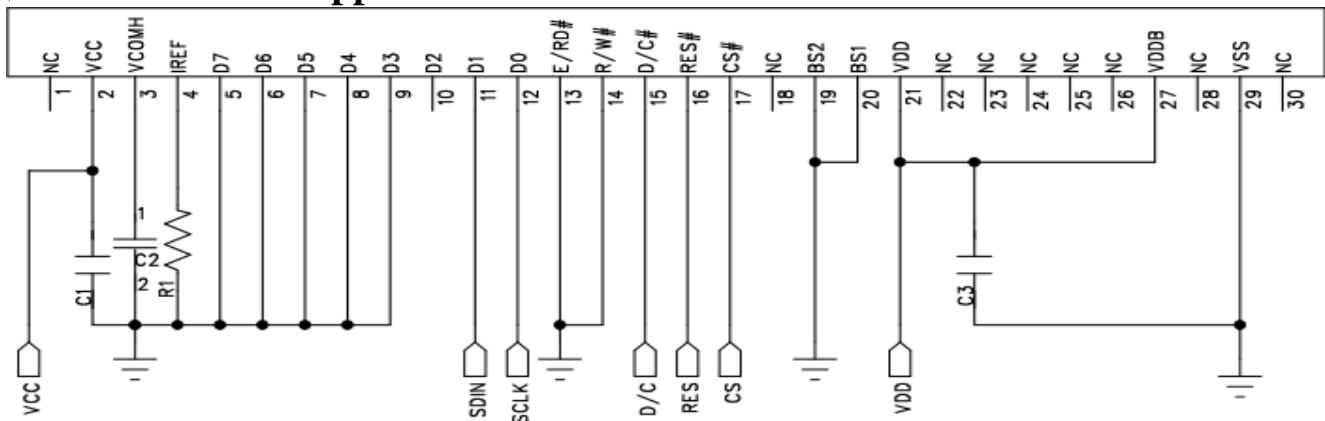 NC VCC VCOMH IREF D7 D6 D5 D4 D3 D2 D1 D0 E/RD# R/W# D/C# RES# CS# NC BS2 BS1 VDD NC NC NC NC NC VDDB NC VSS NC
1 2 3 4 5 6 7 8 9 10 11 12 13 14 15 16 17 18 19 20 21 22 23 24 25 26 27 28 29 30
1
C2
2
C1
R1
C3
VCC SDIN SCLK D/C RES CS VDD